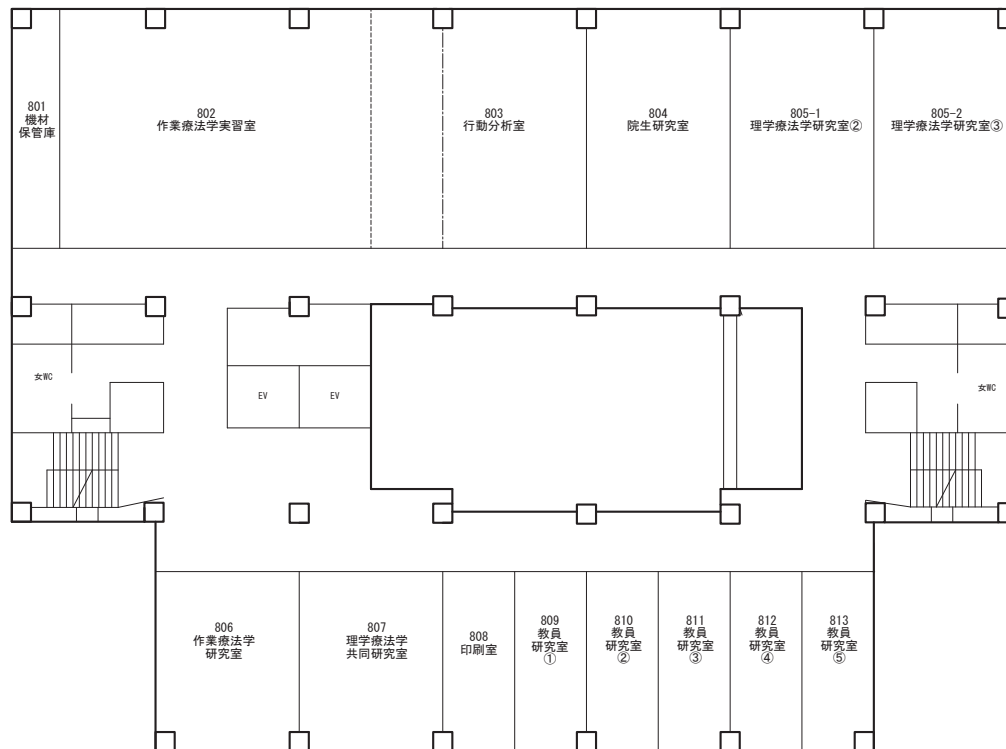 801
機材
保管庫
802
作業療法学実習室
803
行動分析室
804
院生研究室
805-1
理学療法学研究室②
805-2
理学療法学研究室③
女WC
EV
EV
女WC
806
作業療法学
研究室
807
理学療法学
共同研究室
808
印刷室
809
教員
研究室
①
810
教員
研究室
②
811
教員
研究室
③
812
教員
研究室
④
813
教員
研究室
⑤